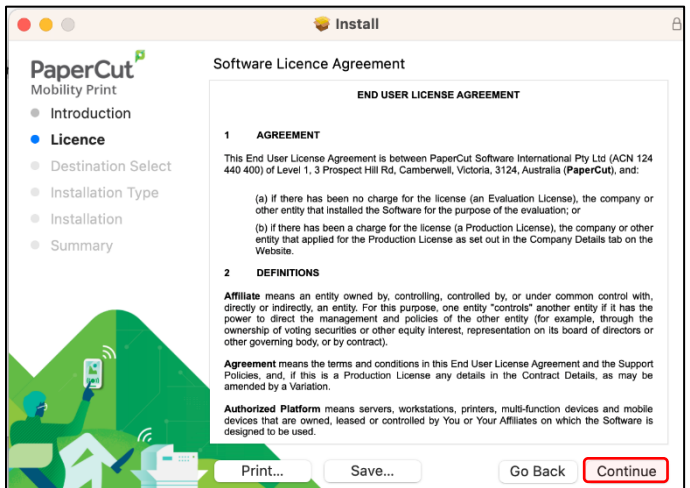 Install
PaperCut
Mobility Print
Introduction
Licence
Destination Select
Installation Type
Installation
Summary
Software Licence Agreement
END USER LICENSE AGREEMENT
1 AGREEMENT
This End User License Agreement is between PaperCut Software International Pty Ltd (ACN 124
440 400) of Level 1, 3 Prospect Hill Rd, Camberwell, Victoria, 3124, Australia (PaperCut), and:
(a) if there has been no charge for the license (an Evaluation License), the company or
other entity that installed the Software for the purpose of the evaluation; or
(b) if there has been a charge for the license (a Production License), the company or other
entity that applied for the Production License as set out in the Company Details tab on the
Website.
2 DEFINITIONS
Affiliate means an entity owned by, controlling, controlled by, or under common control with,
directly or indirectly, an entity. For this purpose, one entity "controls" another entity if it has the
power to direct the management and policies of the other entity (for example, through the
ownership of voting securities or other equity interest, representation on its board of directors or
other governing body, or by contract).
Agreement means the terms and conditions in this End User License Agreement and the Support
Policies, and, if this is a Production License any details in the Contract Details, as may be
amended by a Variation.
Authorized Platform means servers, workstations, printers, multi-function devices and mobile
devices that are owned, leased or controlled by You or Your Affiliates on which the Software is
designed to be used.
Print...
Save...
Go Back
Continue